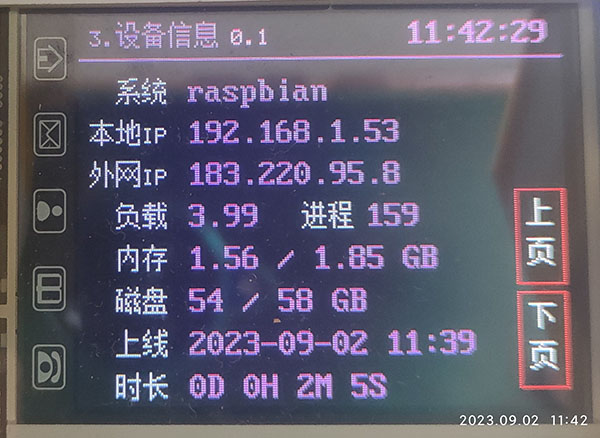 3.设备信息 0.1 11:42:29
系统 raspbian
本地IP 192.168.1.53
外网IP 183.220.95.8
负载 3.99 进程 159
内存 1.56 / 1.85 GB
磁盘 54 / 58 GB
上线 2023-09-02 11:39
时长 0D 0H 2M 5S
上页
下页
2023.09.02 11:42